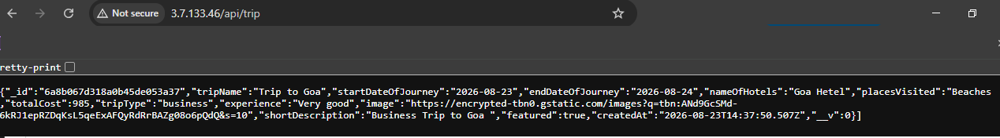 Not secure 3.7.133.46/api/trip
retty-print
{"_id":"6a8b067d318a0b45de053a37","tripName":"Trip to Goa","startDateOfJourney":"2026-08-23","endDateOfJourney":"2026-08-24","nameOfHotels":"Goa Hetel","placesVisited":"Beaches
,"totalCost":985,"tripType":"business","experience":"Very good","image":"https://encrypted-tbn0.gstatic.com/images?q=tbn:ANd9GcSMd-
6kRJ1epRZDqKsL5qeExAFQyRdRrBAZg08o6pQdQ&s=10","shortDescription":"Business Trip to Goa ","featured":true,"createdAt":"2026-08-23T14:37:50.507Z","__v":0}]